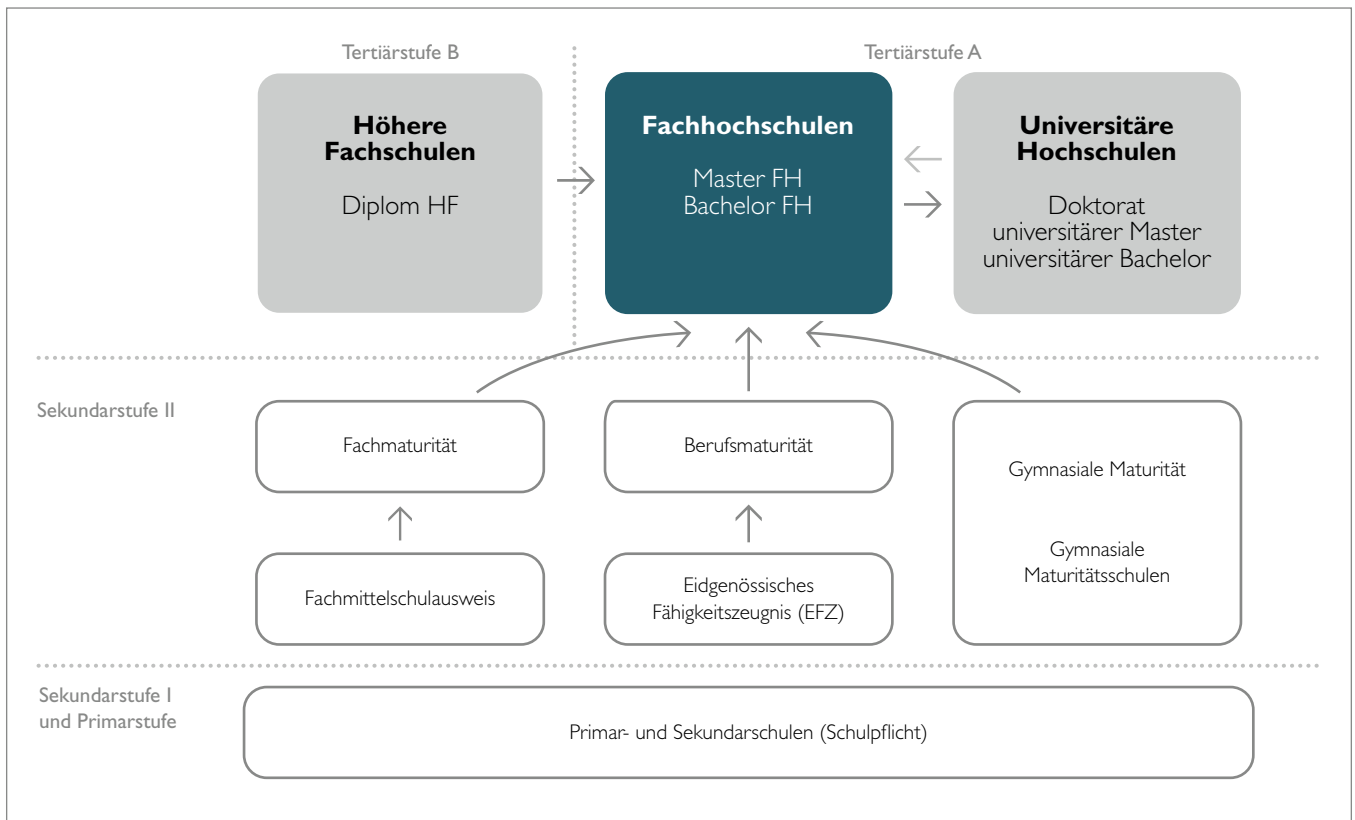 Tertiärstufe B
Tertiärstufe A
Höhere
Fachschulen
Diplom HF
Fachhochschulen
Master FH
Bachelor FH
Universitäre
Hochschulen
Doktorat
universitärer Master
universitärer Bachelor
Sekundarstufe II
Fachmaturität
Berufsmaturität
Gymnasiale Maturität
Fachmittelschulausweis
Eidgenössisches
Fähigkeitszeugnis (EFZ)
Gymnasiale
Maturitätsschulen
Sekundarstufe I
und Primarstufe
Primar- und Sekundarschulen (Schulpflicht)